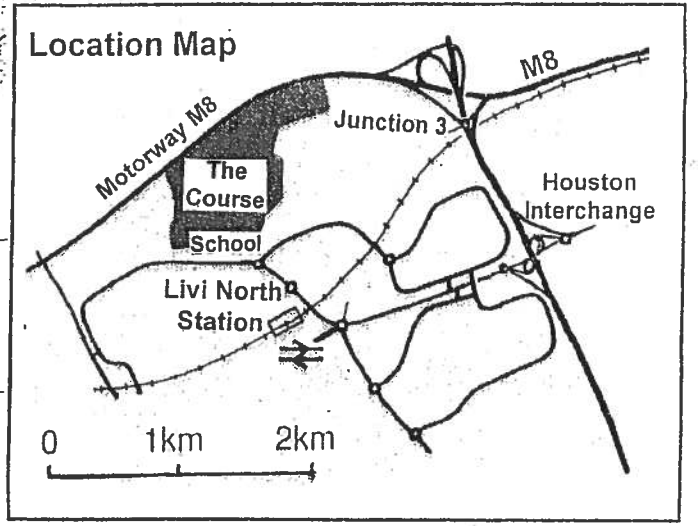 Location Map
M8
Motorway M8
Junction 3
The
Course
Houston
Interchange
School
Livi North
Station
0 1km 2km